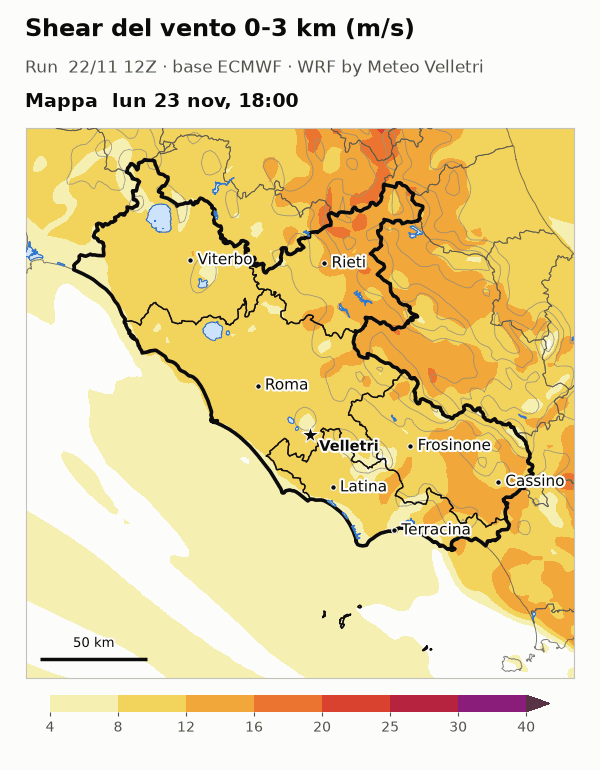 Shear del vento 0-3 km (m/s)
Run  22/11 12Z · base ECMWF · WRF by Meteo Velletri
Mappa  lun 23 nov, 18:00
Viterbo
Rieti
Roma
Velletri
Frosinone
Cassino
Latina
Terracina
50 km
4 8 12 16 20 25 30 40